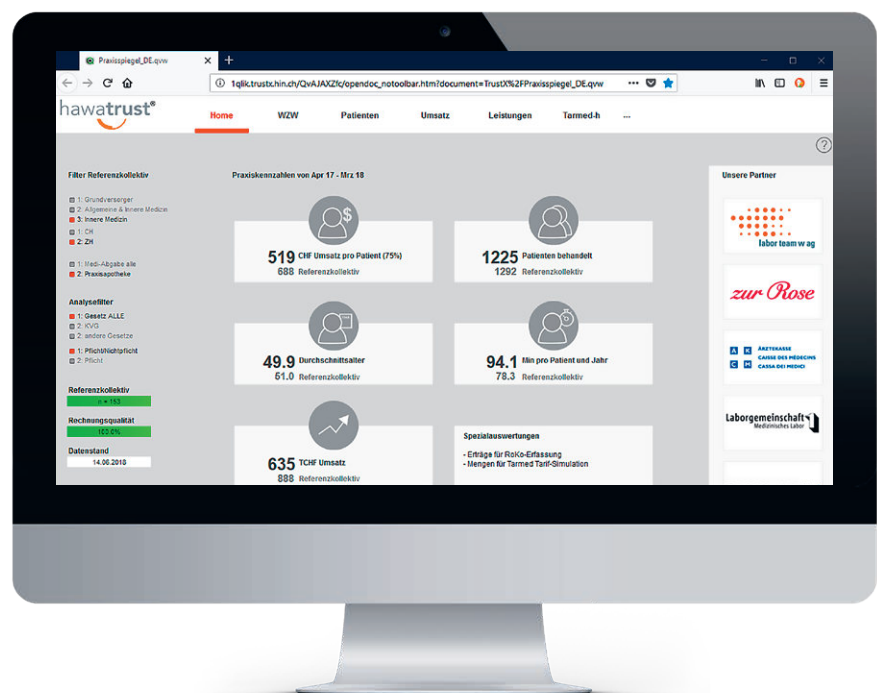 Praxisspiegel_DE.qvw
1qlik.trustx.hin.ch/QvAJAXZfc/opendoc_notoolbar.htm?document=TrustX%2FPraxisspiegel_DE.qvw
hawatrust®
Home WZW Patienten Umsatz Leistungen Tarmed-h ...
Filter Referenzkollektiv
1: Grundversorger
2: Allgemeine & Innere Medizin
3: Innere Medizin
1: CH
2: ZH
1: Medi-Abgabe alle
2: Praxisapotheke
Analysefilter
1: Gesetz ALLE
2: KVG
2: andere Gesetze
1: Pflicht/Nichtpflicht
2: Pflicht
Referenzkollektiv
n = 153
Rechnungsqualität
100.0%
Datenstand
14.06.2018
Praxiskennzahlen von Apr 17 - Mrz 18
519 CHF Umsatz pro Patient (75%)
688 Referenzkollektiv
1225 Patienten behandelt
1292 Referenzkollektiv
49.9 Durchschnittsalter
51.0 Referenzkollektiv
94.1 Min pro Patient und Jahr
78.3 Referenzkollektiv
635 TCHF Umsatz
888 Referenzkollektiv
Spezialauswertungen
- Erträge für RoKo-Erfassung
- Mengen für Tarmed Tarif-Simulation
Unsere Partner
labor team w ag
zur Rose
A K ÄRZTEKASSE
CAISSE DES MÉDECINS
C M CASSA DEI MEDICI
Laborgemeinschaft 1
Medizinisches Labor